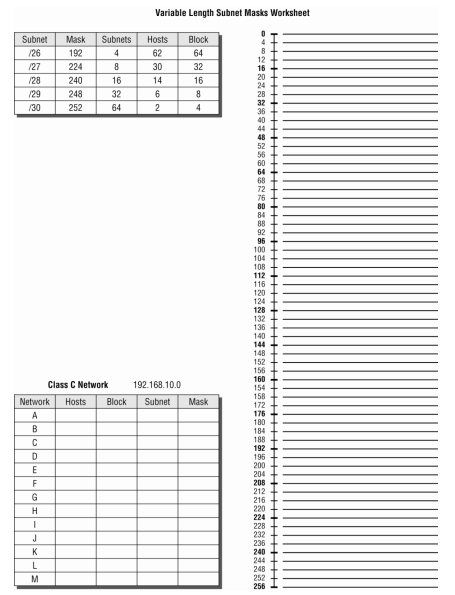 Variable Length Subnet Masks Worksheet
Subnet Mask Subnets Hosts Block
/26 192 4 62 64
/27 224 8 30 32
/28 240 16 14 16
/29 248 32 6 8
/30 252 64 2 4
Class C Network 192.168.10.0
Network Hosts Block Subnet Mask
A
B
C
D
E
F
G
H
I
J
K
L
M
0
4
8
12
16
20
24
28
32
36
40
44
48
52
56
60
64
68
72
76
80
84
88
92
96
100
104
108
112
116
120
124
128
132
136
140
144
148
152
156
160
154
158
172
176
180
184
188
192
196
200
204
208
212
216
220
224
228
232
236
240
244
248
252
256